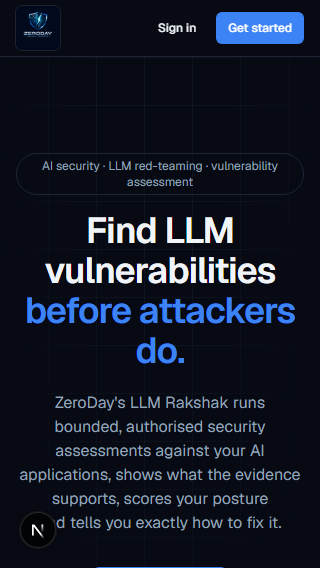 ZERODAY
Sign in
Get started
AI security · LLM red-teaming · vulnerability
assessment
Find LLM
vulnerabilities
before attackers
do.
ZeroDay's LLM Rakshak runs
bounded, authorised security
assessments against your AI
applications, shows what the evidence
supports, scores your posture
d tells you exactly how to fix it.
N